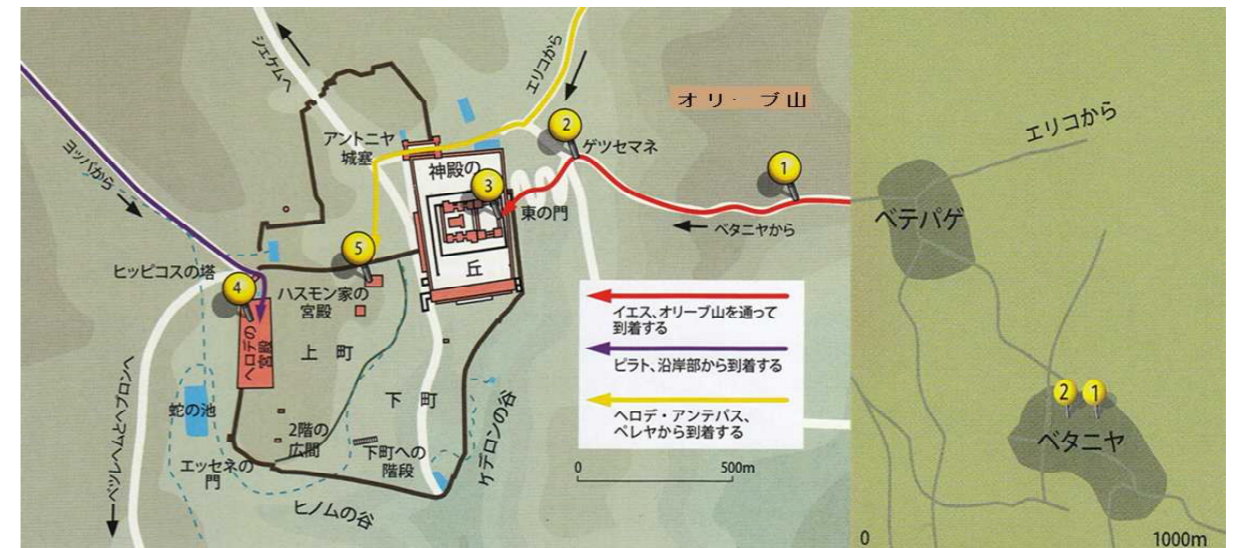 シェケムへ
エリコから
オリーブ山
2
アントニヤ
城塞
ゲツセマネ
1
ヨッパから
神殿の
3
東の門
ベタニヤから
5
丘
ヒッピコスの塔
4
ハスモン家の
宮殿
ヘロデの
宮殿
上 町
下 町
蛇の池
2階の
広間
下町への
階段
エッセネの
門
ヒノムの谷
ケデロンの谷
ベツレヘムとヘブロンへ
イエス、オリーブ山を通って
到着する
ピラト、沿岸部から到着する
ヘロデ・アンテパス、
ペレヤから到着する
0 500m
エリコから
ベテパゲ
2 1
ベタニヤ
0 1000m